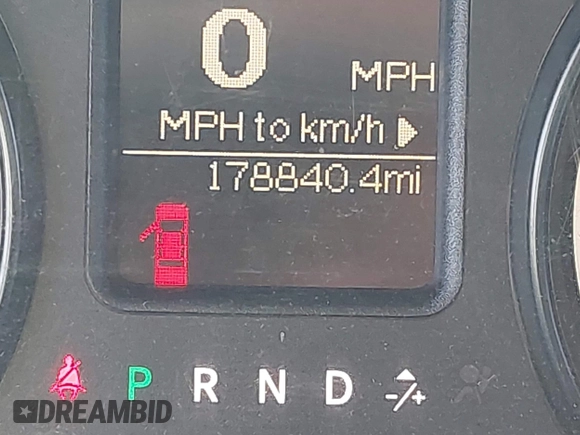 0 MPH
MPH to km/h
178840.4mi
P R N D -/+
DREAMBID